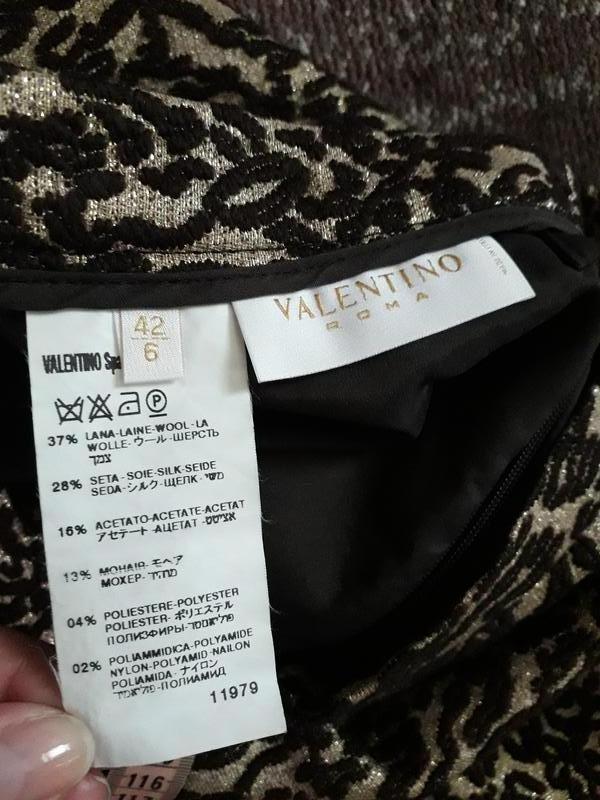 VALENTINO
ROMA
42
6
VALENTINO SpA
37% LANA-LAINE-WOOL-LA
WOLLE-ウール-ШЕРСТЬ
צמר
28% SETA-SOIE-SILK-SEIDE
SEDA-シルク-ЩЕЛК-משי
16% ACETATO-ACETATE-ACETAT
アセテート-АЦЕТАТ-אציטט
13% MOHAIR-モヘア
МОХЕР-מוהיר
04% POLIESTERE-POLYESTER
POLIESTER-ポリエステル
ПОЛИЭФИРЫ-פוליאסטר
02% POLIAMMIDICA-POLYAMIDE
NYLON-POLYAMID-NAILON
POLIAMIDA-ナイロン
ПОЛИАМИД
11979
116